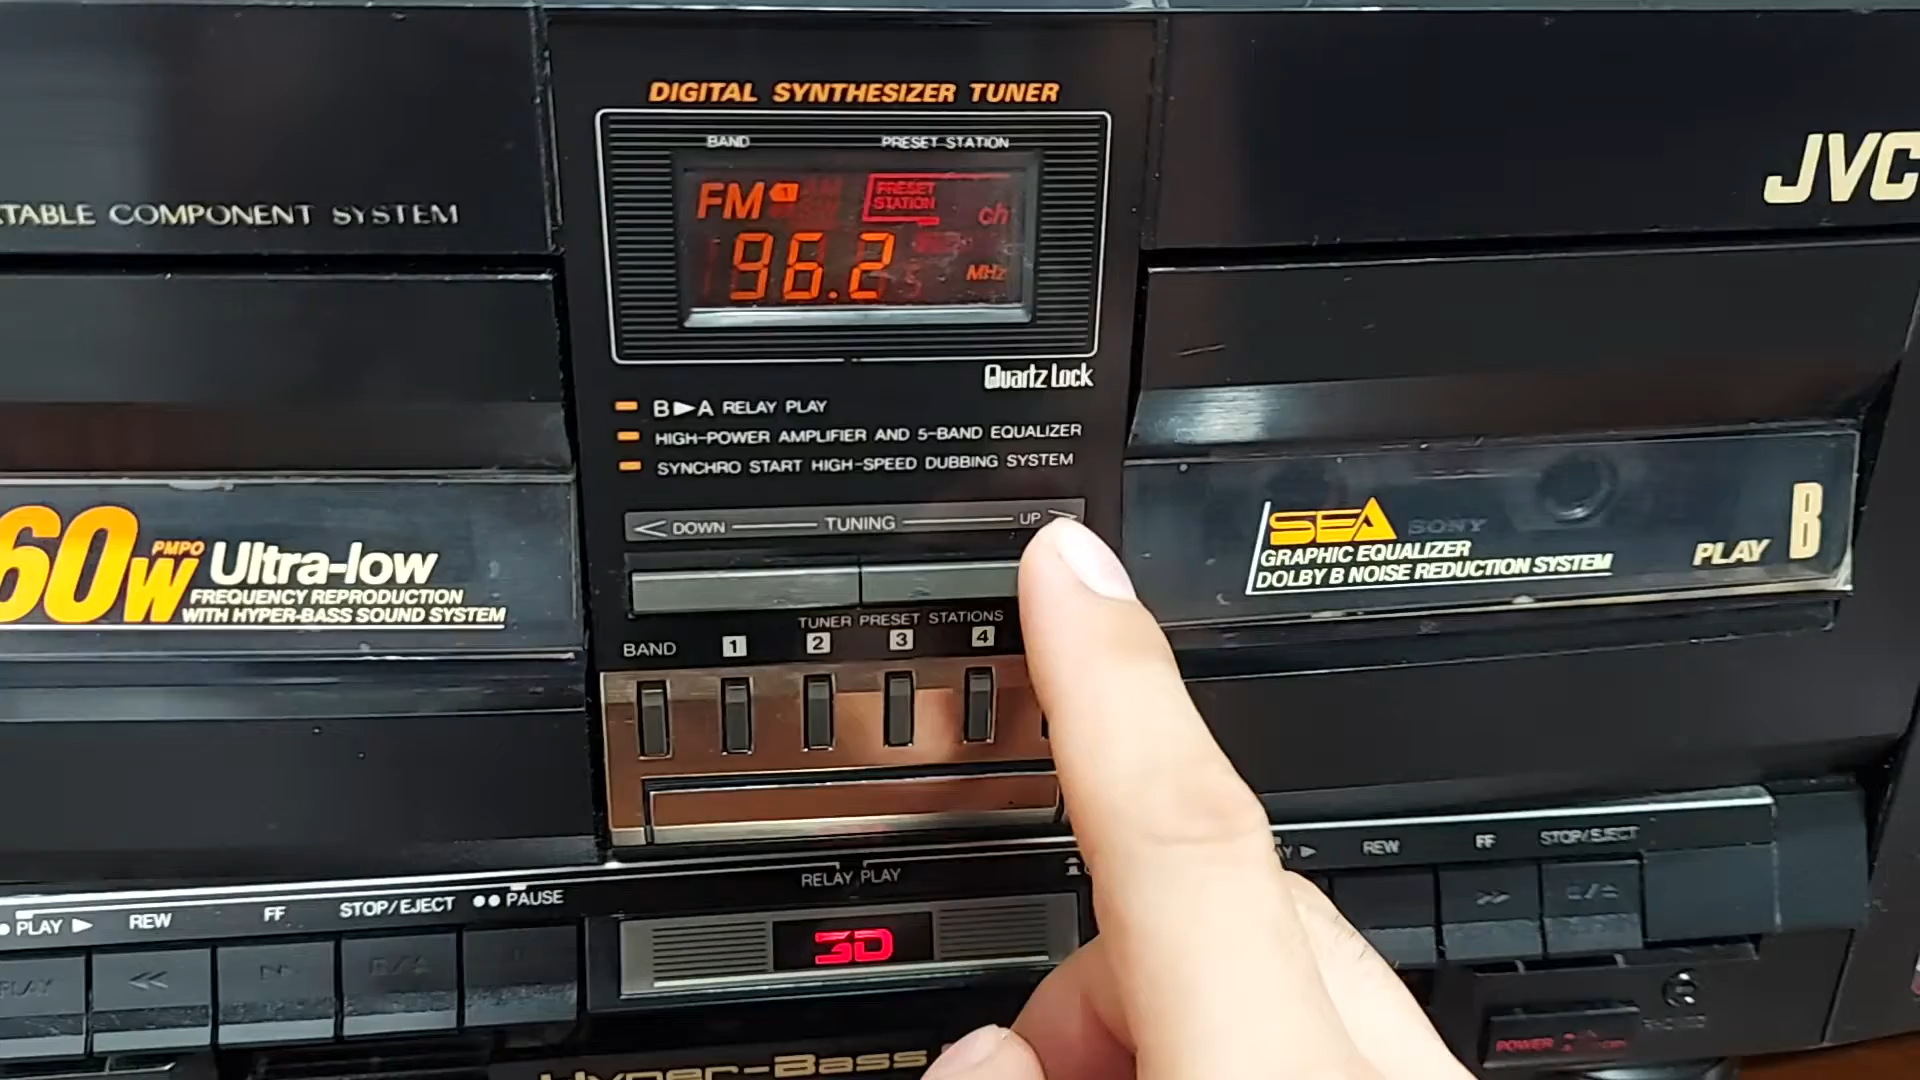 DIGITAL SYNTHESIZER TUNER
BAND PRESET STATION
FM 1 PRESET
STATION
ch
96.2 MHz
JVC
TABLE COMPONENT SYSTEM
Quartz Lock
B▶A RELAY PLAY
HIGH-POWER AMPLIFIER AND 5-BAND EQUALIZER
SYNCHRO START HIGH-SPEED DUBBING SYSTEM
DOWN TUNING UP
60W PMPO Ultra-low
FREQUENCY REPRODUCTION
WITH HYPER-BASS SOUND SYSTEM
SEA SONY
GRAPHIC EQUALIZER
DOLBY B NOISE REDUCTION SYSTEM
PLAY B
TUNER PRESET STATIONS
BAND 1 2 3 4
RELAY PLAY
● PLAY ▶ REW FF STOP/EJECT ●● PAUSE
REW FF STOP/EJECT
3D
PLAY
POWER
Hyper-Bass